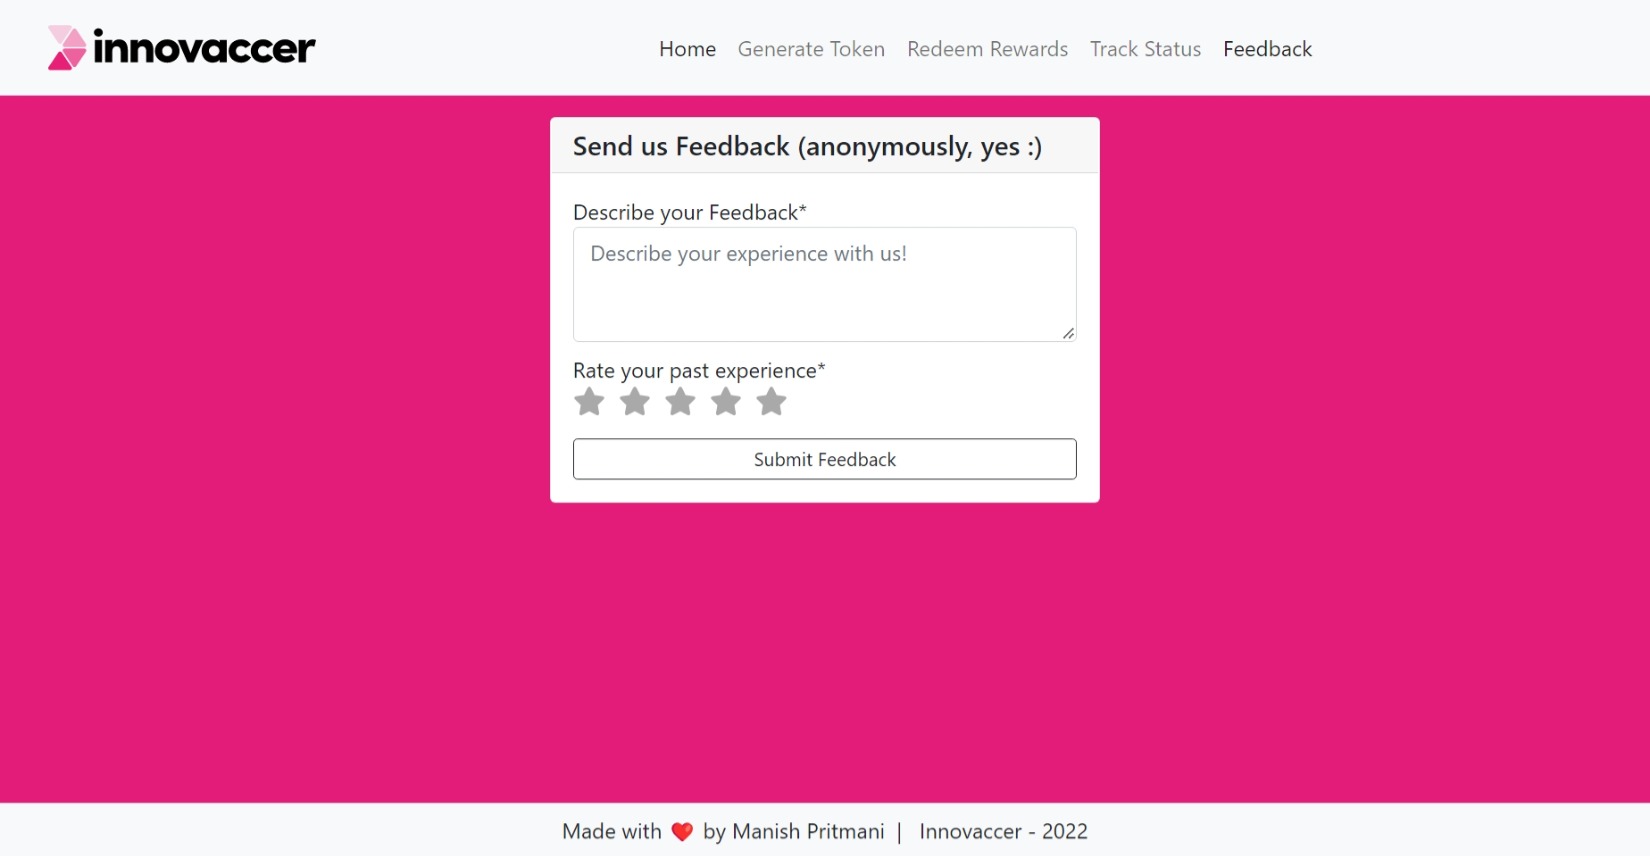 innovaccer
Home Generate Token Redeem Rewards Track Status Feedback
Send us Feedback (anonymously, yes :)
Describe your Feedback*
Describe your experience with us!
Rate your past experience*
Submit Feedback
Made with ❤️ by Manish Pritmani | Innovaccer - 2022